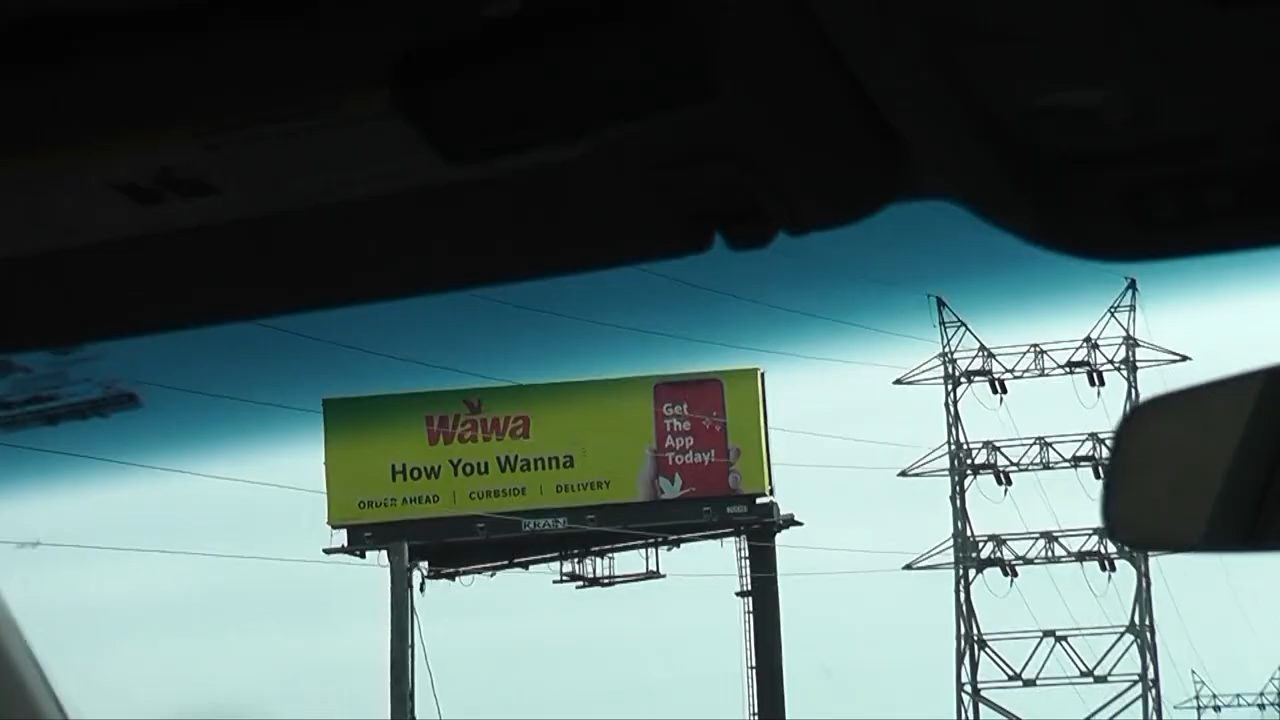 Wawa
How You Wanna
ORDER AHEAD | CURBSIDE | DELIVERY
Get
The
App
Today!
KRAIN